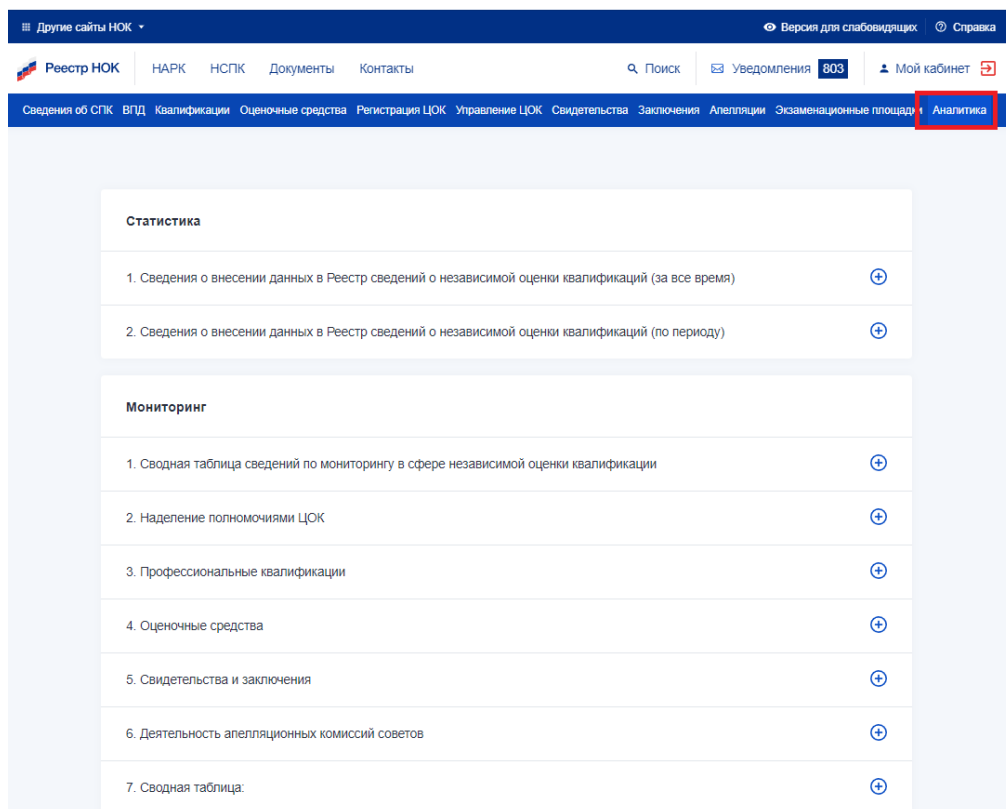 Другие сайты НОК
Версия для слабовидящих
Справка
Реестр НОК
НАРК
НСПК
Документы
Контакты
Поиск
Уведомления 803
Мой кабинет
Сведения об СПК ВПД Квалификации Оценочные средства Регистрация ЦОК Управление ЦОК Свидетельства Заключения Апелляции Экзаменационные площадки Аналитика
Статистика
1. Сведения о внесении данных в Реестр сведений о независимой оценки квалификаций (за все время)
2. Сведения о внесении данных в Реестр сведений о независимой оценки квалификаций (по периоду)
Мониторинг
1. Сводная таблица сведений по мониторингу в сфере независимой оценки квалификации
2. Наделение полномочиями ЦОК
3. Профессиональные квалификации
4. Оценочные средства
5. Свидетельства и заключения
6. Деятельность апелляционных комиссий советов
7. Сводная таблица: